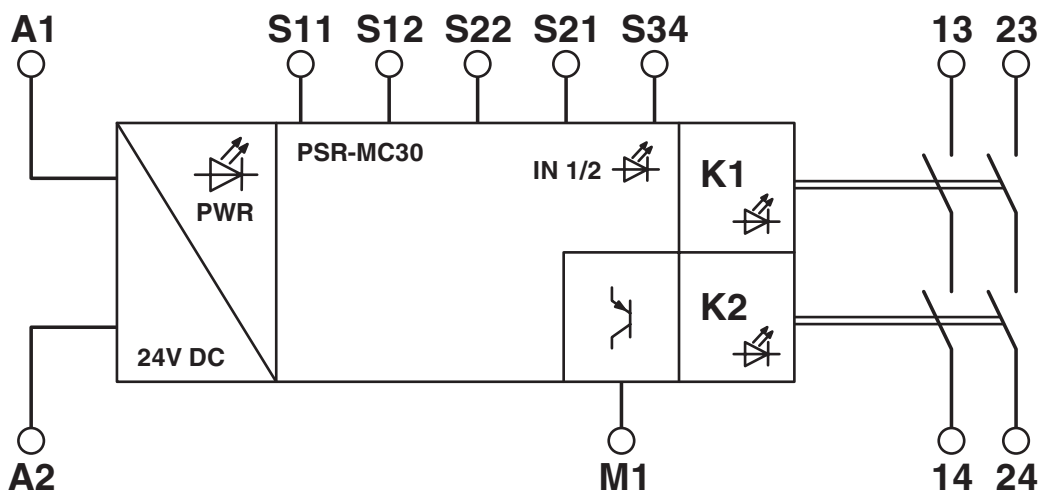 A1 S11 S12 S22 S21 S34 13 23
PSR-MC30
IN 1/2
K1
PWR
K2
24V DC
A2 M1 14 24